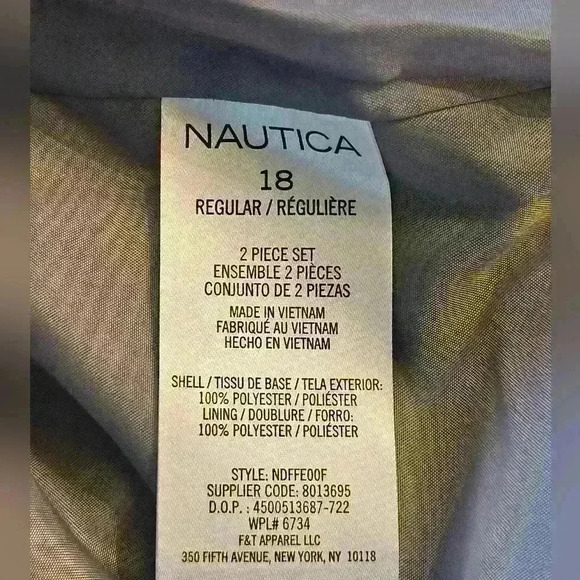 NAUTICA
18
REGULAR / RÉGULIÈRE
2 PIECE SET
ENSEMBLE 2 PIÈCES
CONJUNTO DE 2 PIEZAS
MADE IN VIETNAM
FABRIQUÉ AU VIETNAM
HECHO EN VIETNAM
SHELL / TISSU DE BASE / TELA EXTERIOR:
100% POLYESTER / POLIÉSTER
LINING / DOUBLURE / FORRO:
100% POLYESTER / POLIÉSTER
STYLE: NDFFE00F
SUPPLIER CODE: 8013695
D.O.P. : 4500513687-722
WPL# 6734
F&T APPAREL LLC
350 FIFTH AVENUE, NEW YORK, NY 10118